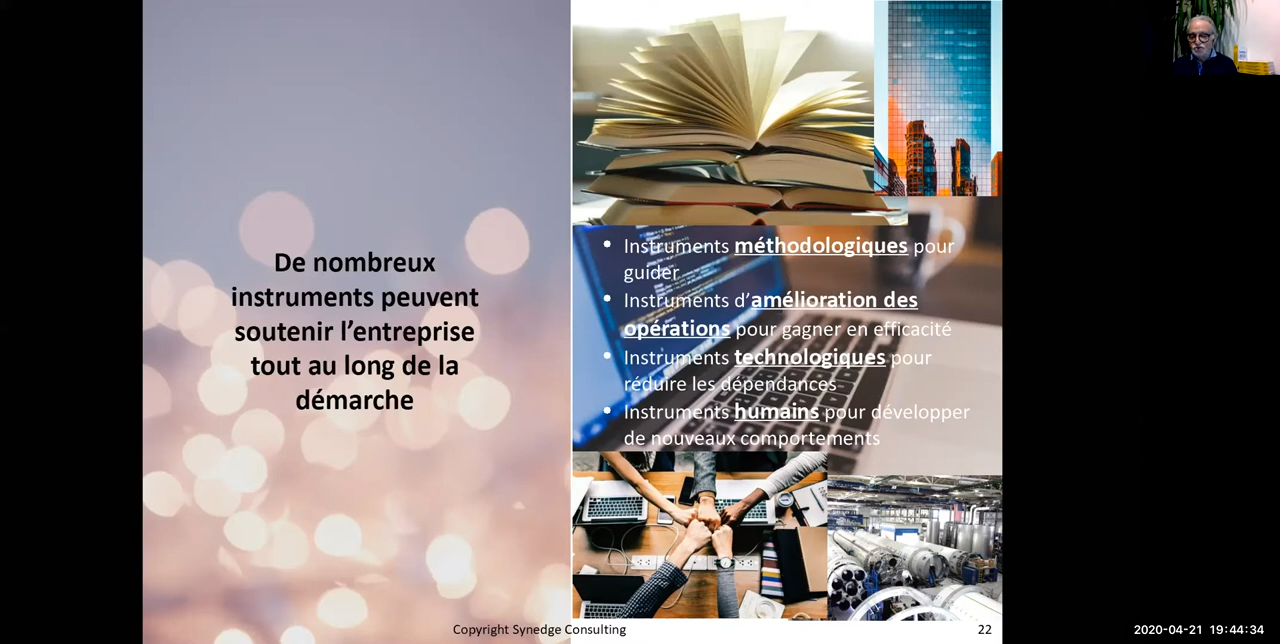 De nombreux
instruments peuvent
soutenir l’entreprise
tout au long de la
démarche
• Instruments méthodologiques pour
guider
• Instruments d’amélioration des
opérations pour gagner en efficacité
• Instruments technologiques pour
réduire les dépendances
• Instruments humains pour développer
de nouveaux comportements
Copyright Synedge Consulting
22
2020-04-21 19:44:34